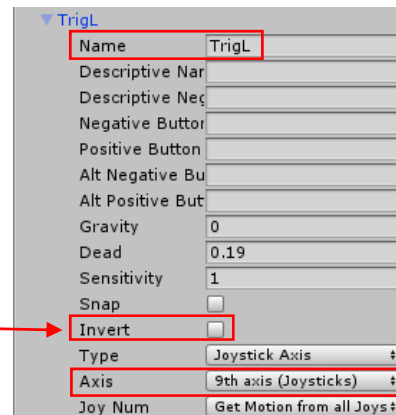 TrigL
Name TrigL
Descriptive Nar
Descriptive Neg
Negative Button
Positive Button
Alt Negative Bu
Alt Positive But
Gravity 0
Dead 0.19
Sensitivity 1
Snap
Invert
Type Joystick Axis
Axis 9th axis (Joysticks)
Joy Num Get Motion from all Joys